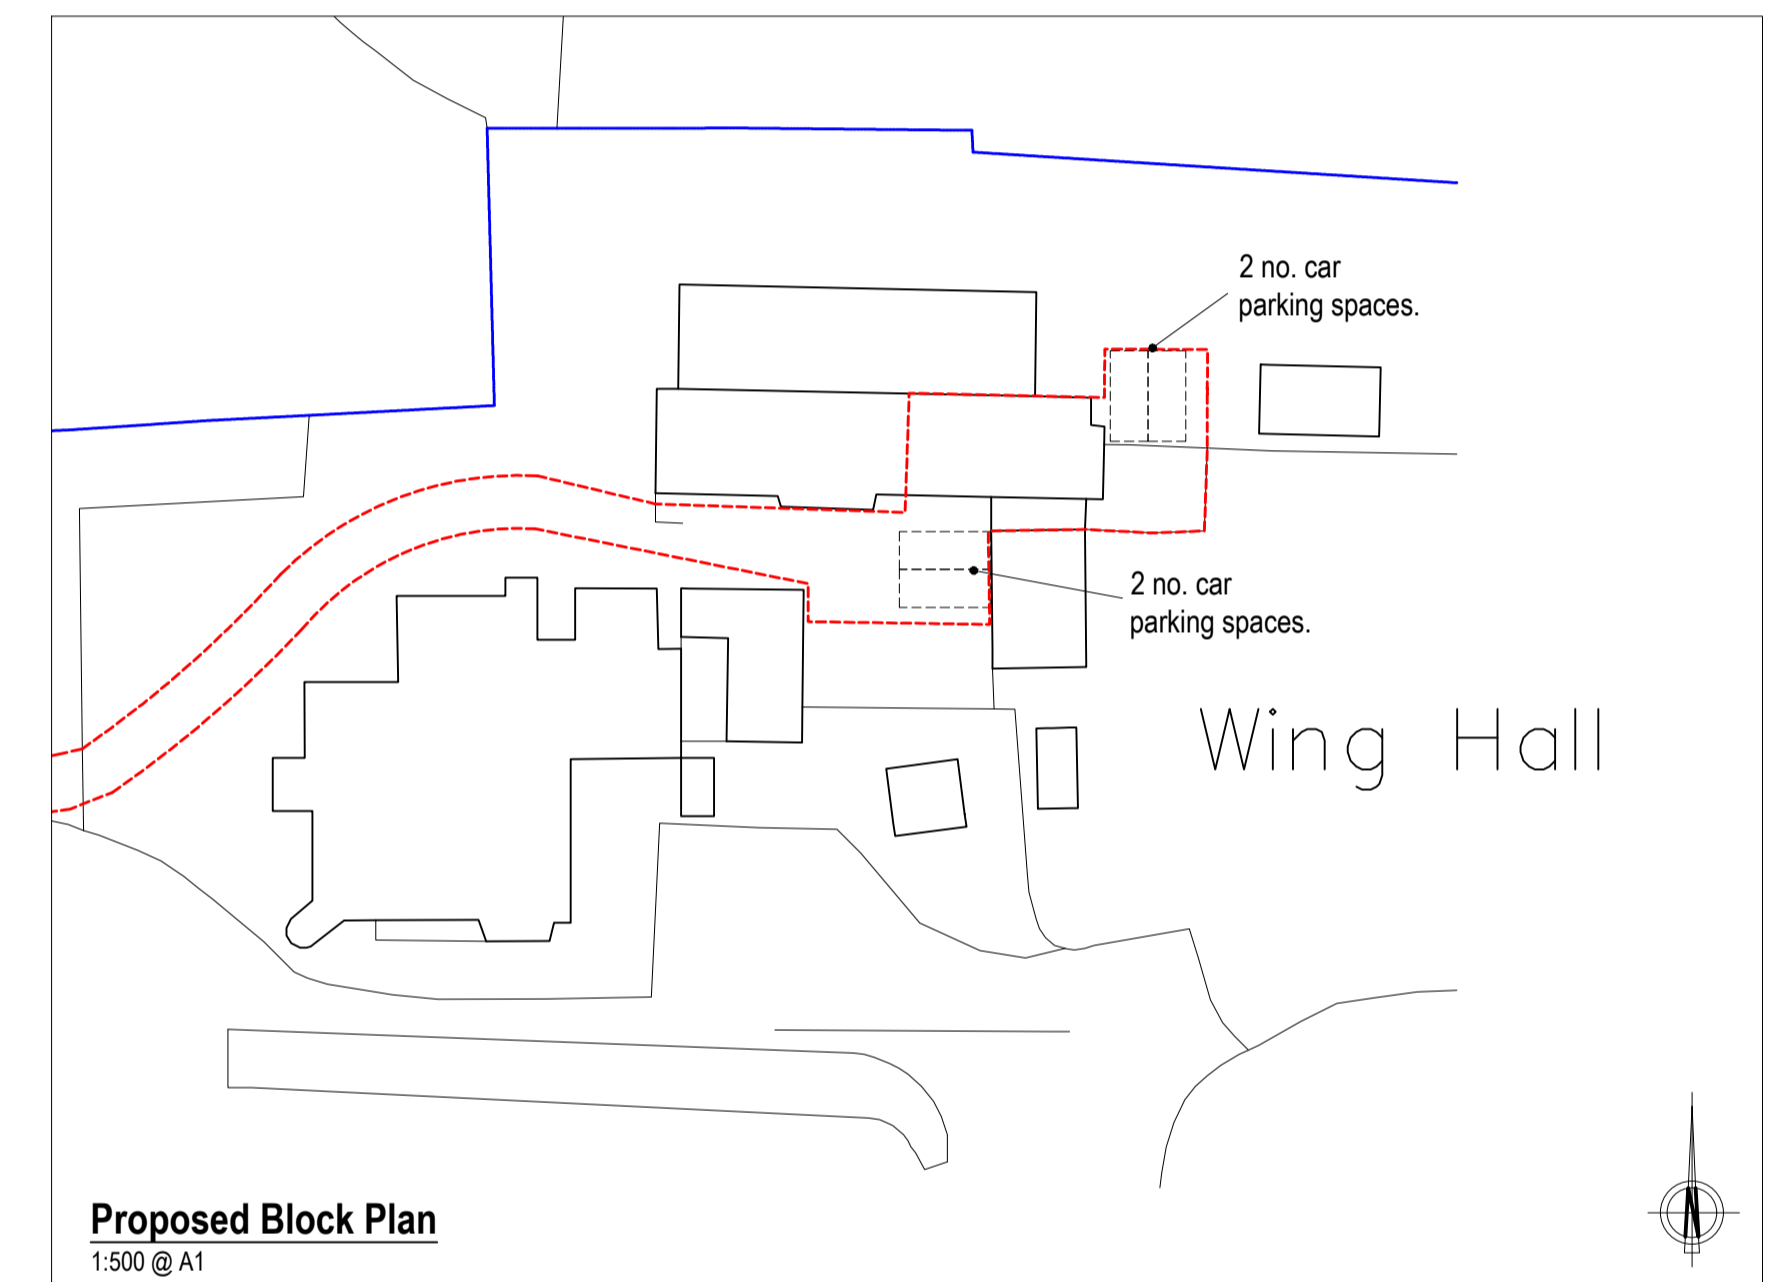 2 no. car
parking spaces.
2 no. car
parking spaces.
Wing Hall
Proposed Block Plan
1:500 @ A1
N